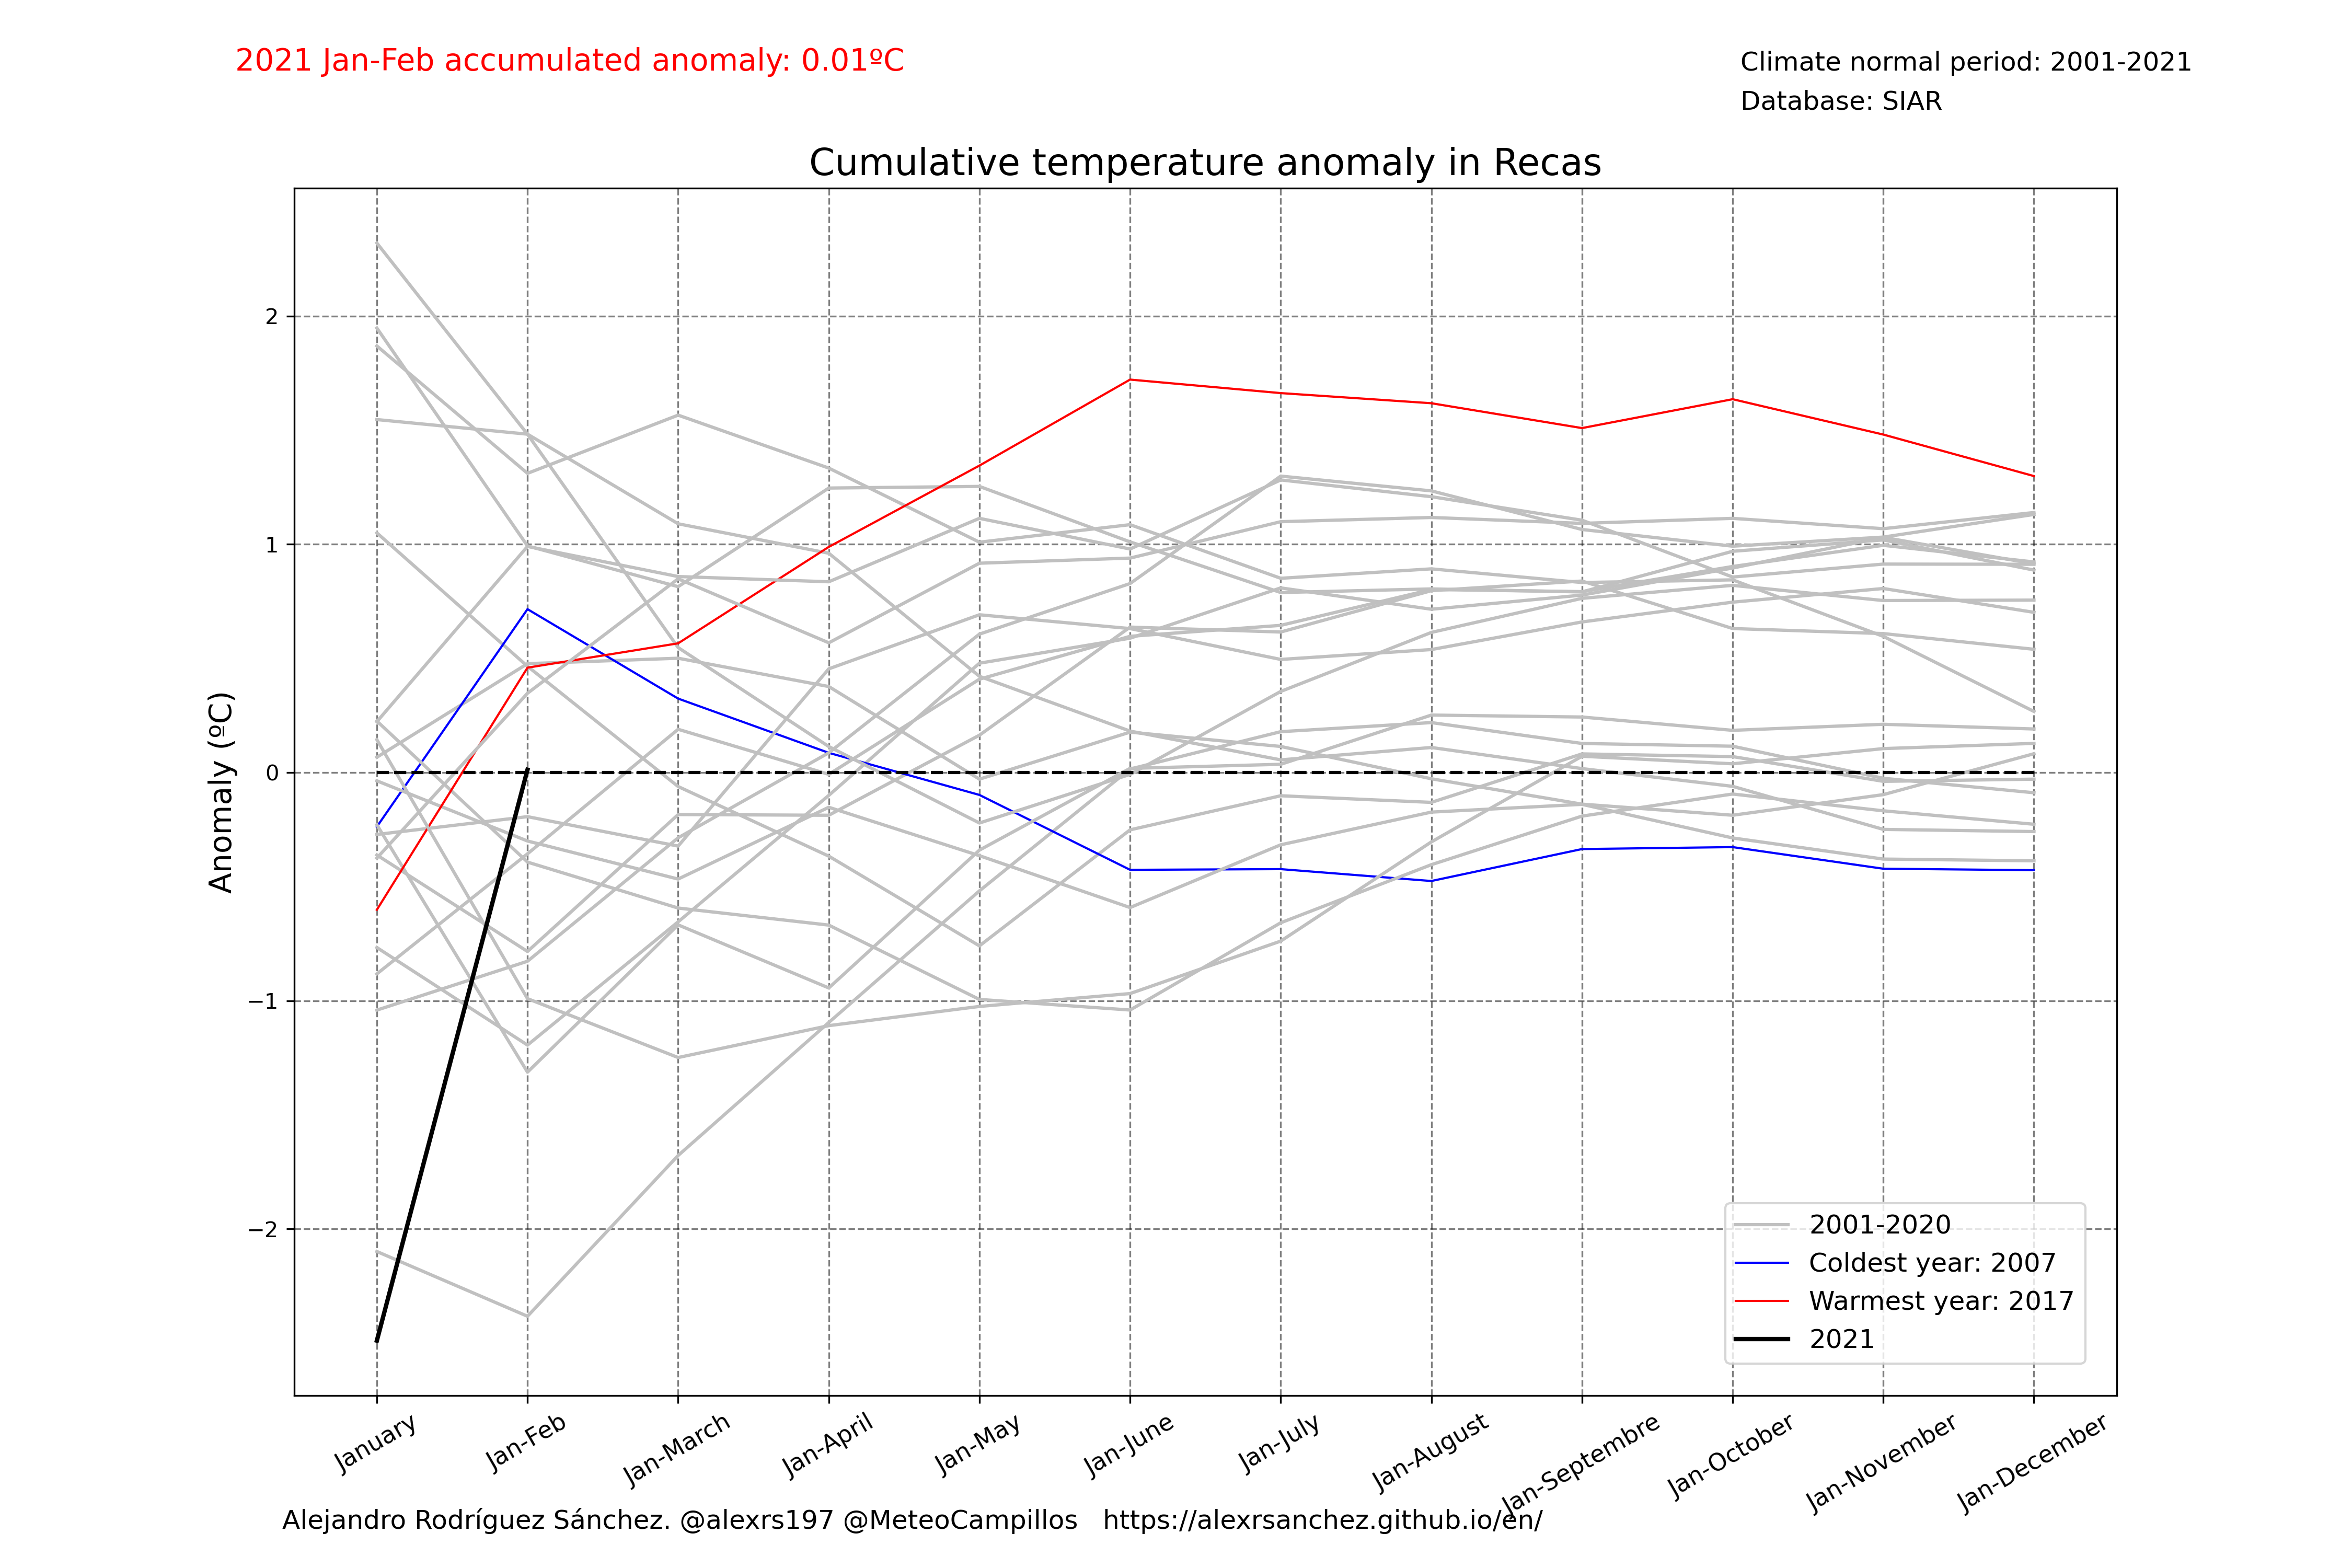 2021 Jan-Feb accumulated anomaly: 0.01ºC
Climate normal period: 2001-2021
Database: SIAR
Cumulative temperature anomaly in Recas
Anomaly (ºC)
2
1
0
−1
−2
2001-2020
Coldest year: 2007
Warmest year: 2017
2021
January
Jan-Feb
Jan-March
Jan-April
Jan-May
Jan-June
Jan-July
Jan-August
Jan-Septembre
Jan-October
Jan-November
Jan-December
Alejandro Rodríguez Sánchez. @alexrs197 @MeteoCampillos https://alexrsanchez.github.io/en/